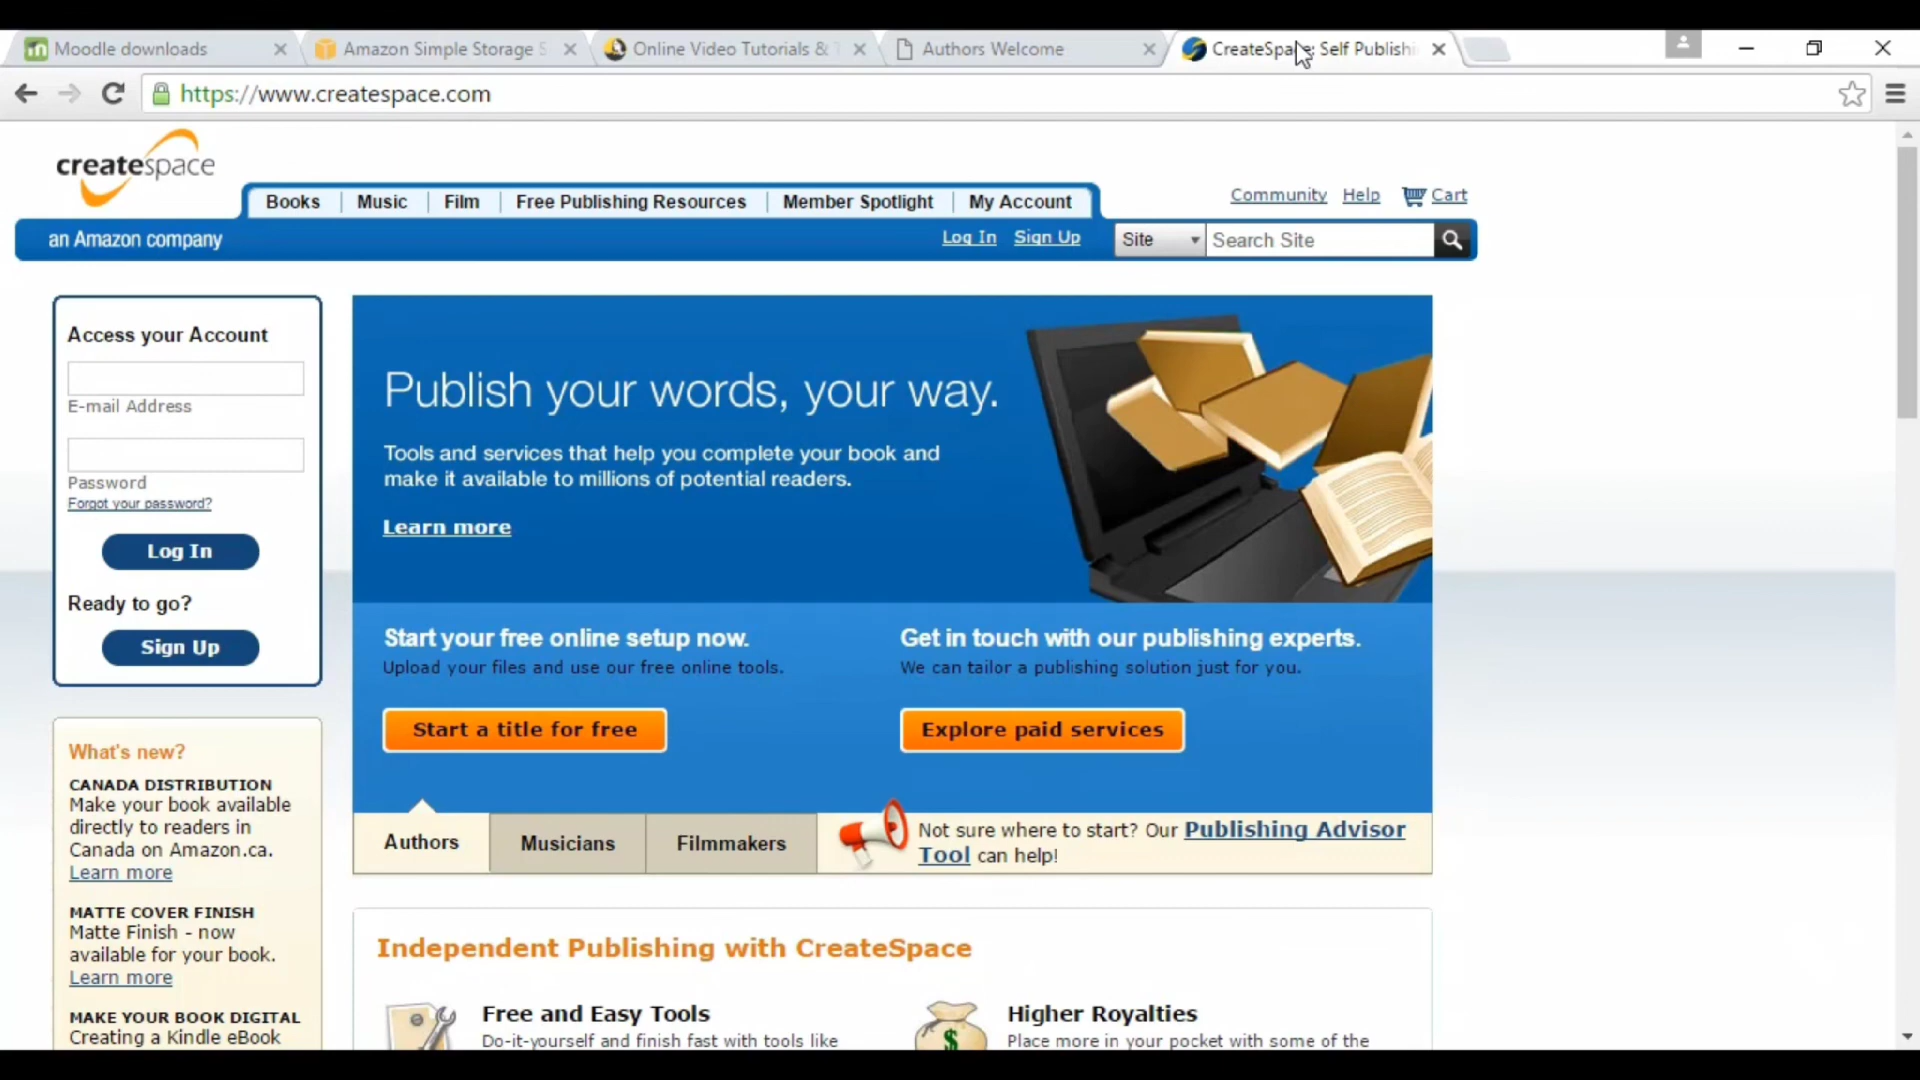 Moodle downloads
Amazon Simple Storage S
Online Video Tutorials &
Authors Welcome
CreateSpace: Self Publishi
https://www.createspace.com
createspace
Books
Music
Film
Free Publishing Resources
Member Spotlight
My Account
Community
Help
Cart
an Amazon company
Log In
Sign Up
Site
Search Site
Access your Account
E-mail Address
Password
Forgot your password?
Log In
Ready to go?
Sign Up
Publish your words, your way.
Tools and services that help you complete your book and
make it available to millions of potential readers.
Learn more
Start your free online setup now.
Upload your files and use our free online tools.
Start a title for free
Get in touch with our publishing experts.
We can tailor a publishing solution just for you.
Explore paid services
Authors
Musicians
Filmmakers
Not sure where to start? Our Publishing Advisor
Tool can help!
What's new?
CANADA DISTRIBUTION
Make your book available
directly to readers in
Canada on Amazon.ca.
Learn more
MATTE COVER FINISH
Matte Finish - now
available for your book.
Learn more
MAKE YOUR BOOK DIGITAL
Creating a Kindle eBook
Independent Publishing with CreateSpace
Free and Easy Tools
Do-it-yourself and finish fast with tools like
$
Higher Royalties
Place more in your pocket with some of the